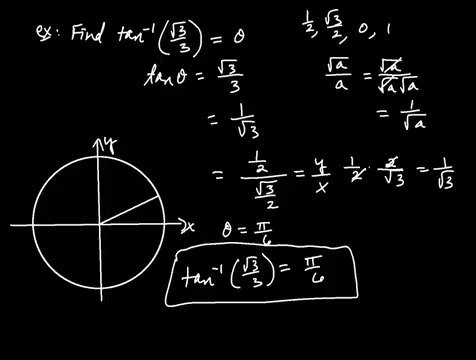 ex: Find tan⁻¹(√3/3) = θ
1/2, √3/2, 0, 1
tanθ = √3/3
= 1/√3
= (1/2)/(√3/2) = y/x
√a/a = √a/(√a√a)
= 1/√a
1/2 · 2/√3 = 1/√3
y
x
θ = π/6
tan⁻¹(√3/3) = π/6